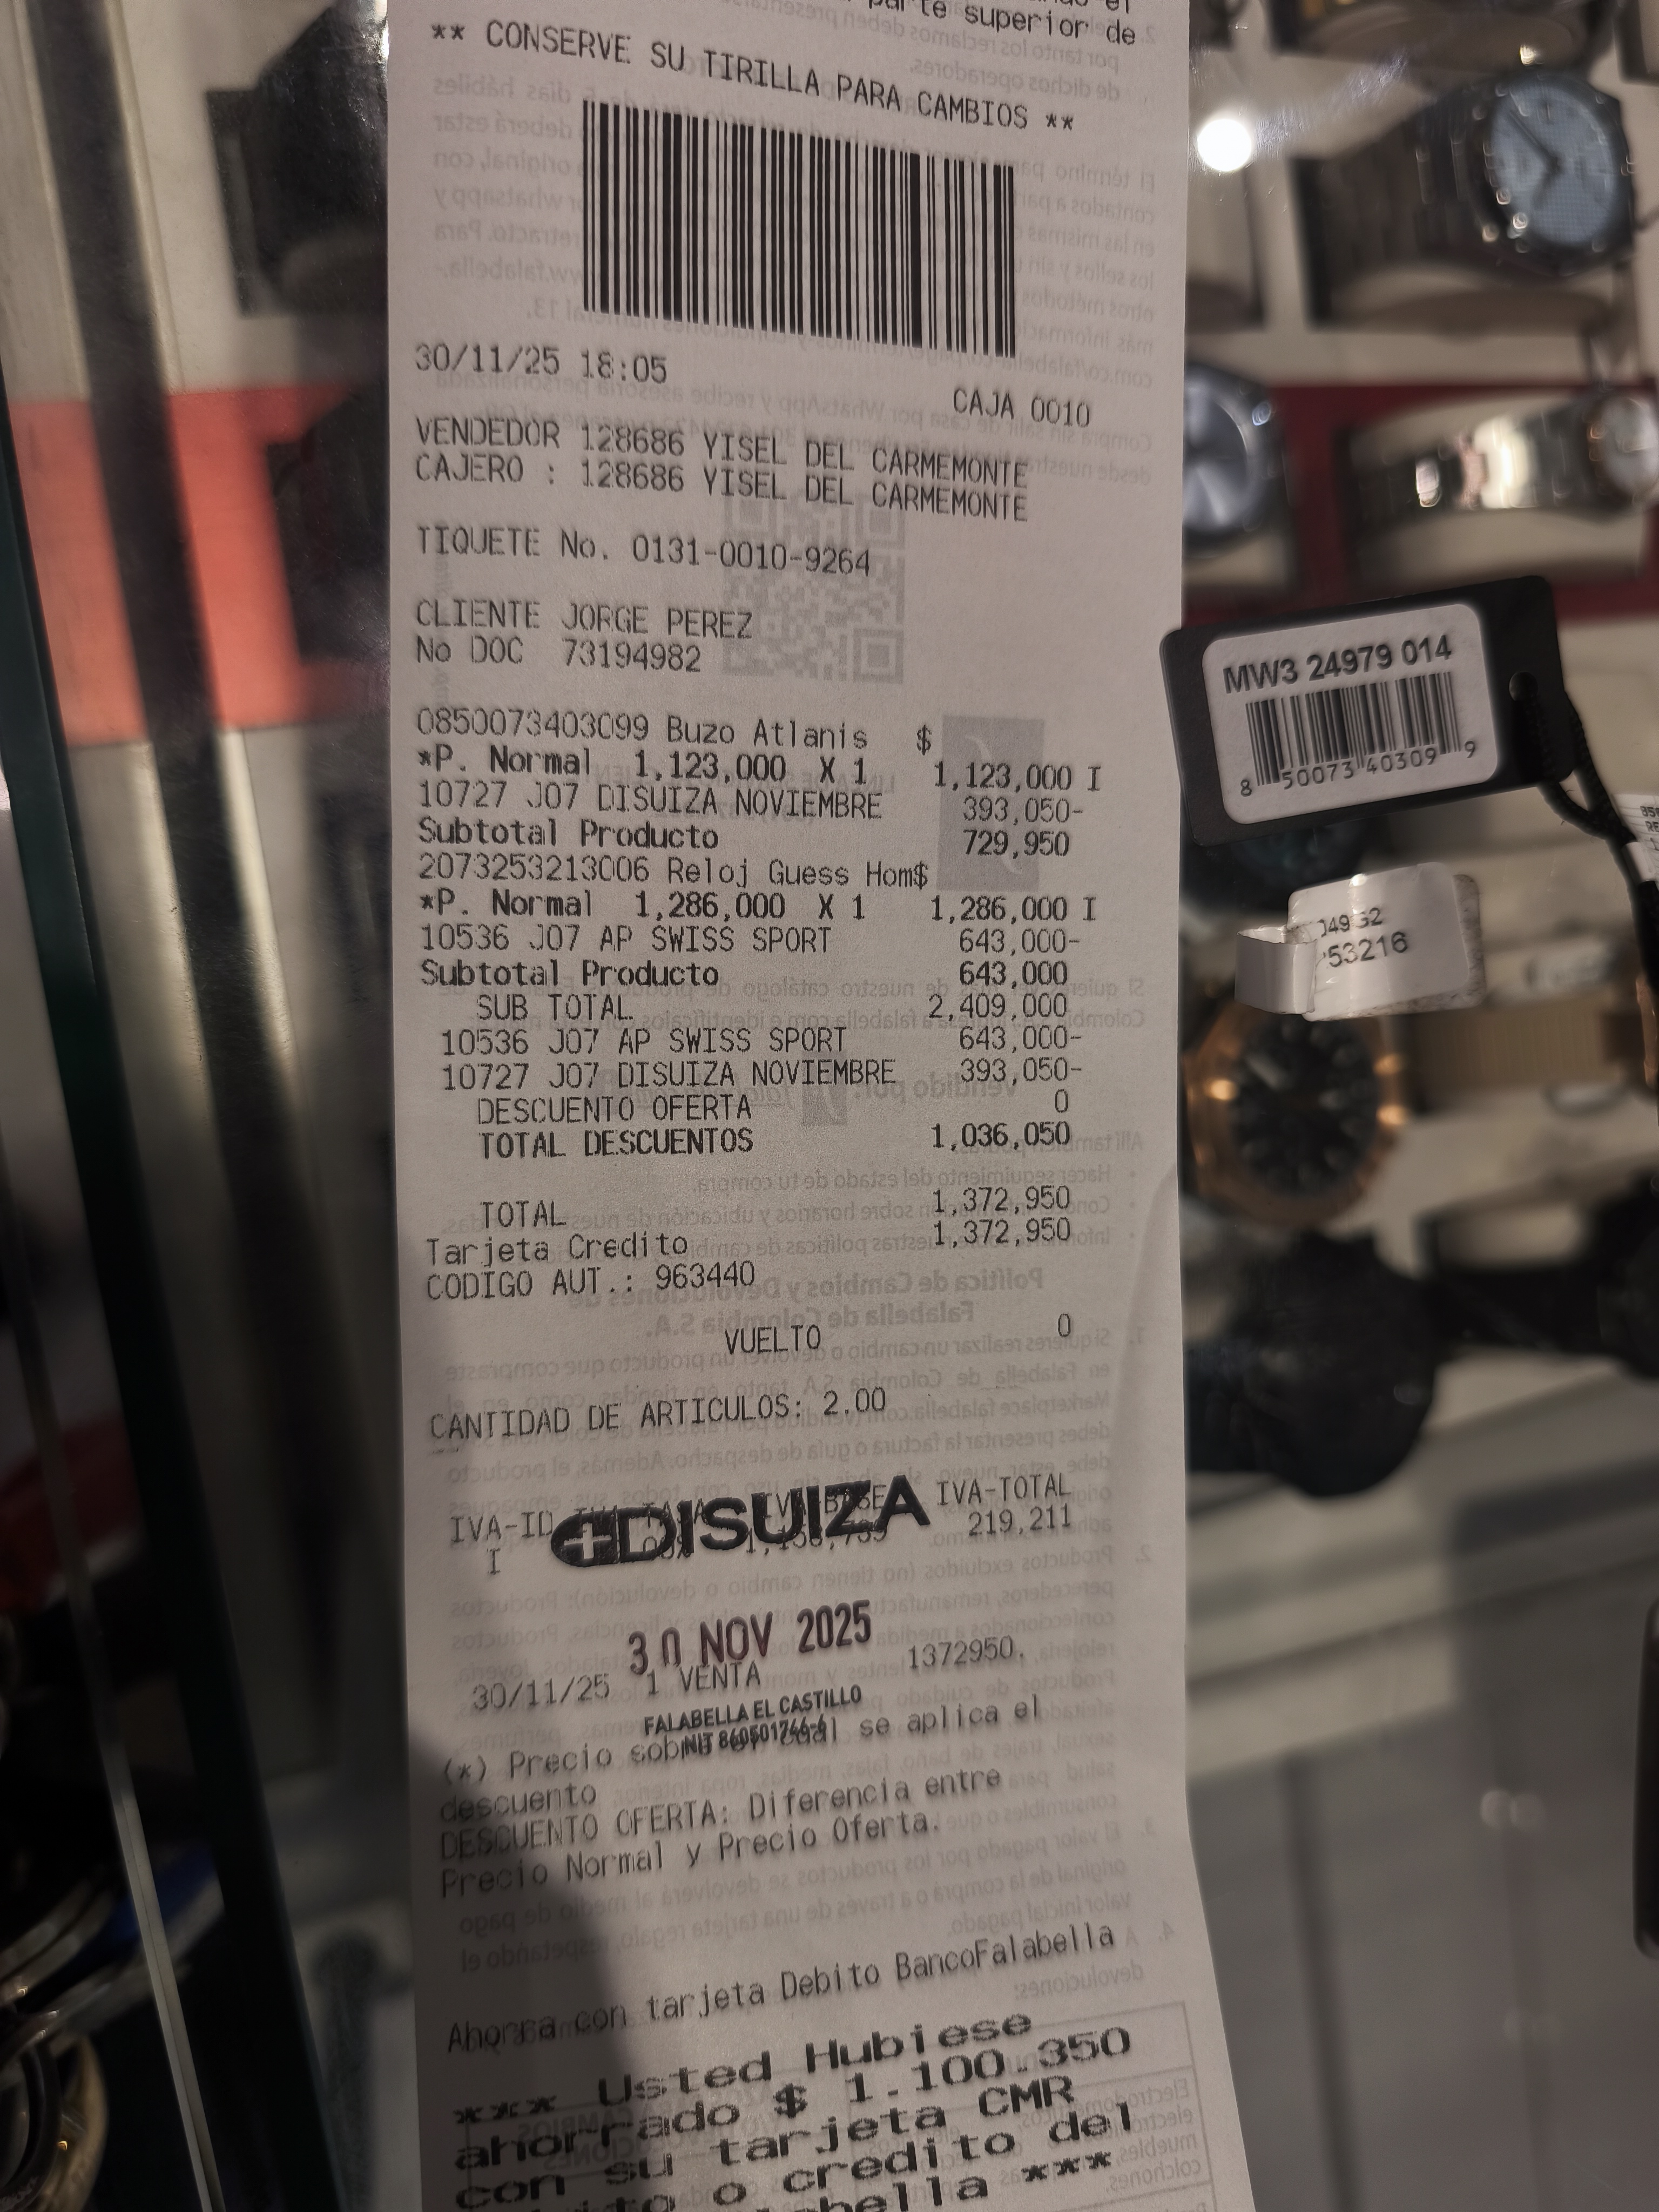 parte superior de
** CONSERVE SU TIRILLA PARA CAMBIOS **
30/11/25 18:05
CAJA 0010
VENDEDOR 128686 YISEL DEL CARMEMONTE
CAJERO : 128686 YISEL DEL CARMEMONTE
TIQUETE No. 0131-0010-9264
CLIENTE JORGE PEREZ
No DOC 73194982
0850073403099 Buzo Atlanis $
*P. Normal 1,123,000 X 1 1,123,000 I
10727 J07 DISUIZA NOVIEMBRE 393,050-
Subtotal Producto 729,950
2073253213006 Reloj Guess Hom$
*P. Normal 1,286,000 X 1 1,286,000 I
10536 J07 AP SWISS SPORT 643,000-
Subtotal Producto 643,000
SUB TOTAL 2,409,000
10536 J07 AP SWISS SPORT 643,000-
10727 J07 DISUIZA NOVIEMBRE 393,050-
DESCUENTO OFERTA 0
TOTAL DESCUENTOS 1,036,050
TOTAL 1,372,950
Tarjeta Credito 1,372,950
CODIGO AUT.: 963440
VUELTO 0
CANTIDAD DE ARTICULOS: 2.00
IVA-ID IVA-TOTAL
I 219,211
DISUIZA
30 NOV 2025
30/11/25 1 VENTA 1372950.
FALABELLA EL CASTILLO
NIT 860501766-6
(*) Precio se aplica el
descuento
DESCUENTO OFERTA: Diferencia entre
Precio Normal y Precio Oferta.
Ahorra con tarjeta Debito BancoFalabella
*** Usted Hubiese
ahorrado $ 1.100.350
con su tarjeta CMR
o credito del
***
MW3 24979 014
8 50073 40309 9
53216